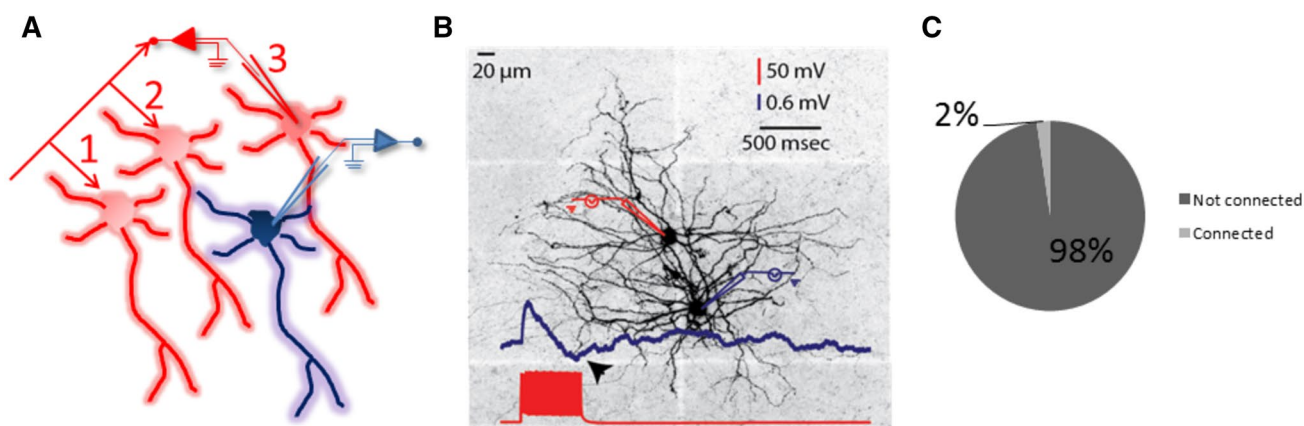 A
1
2
3
B
20 µm
50 mV
0.6 mV
500 msec
C
2%
98%
Not connected
Connected